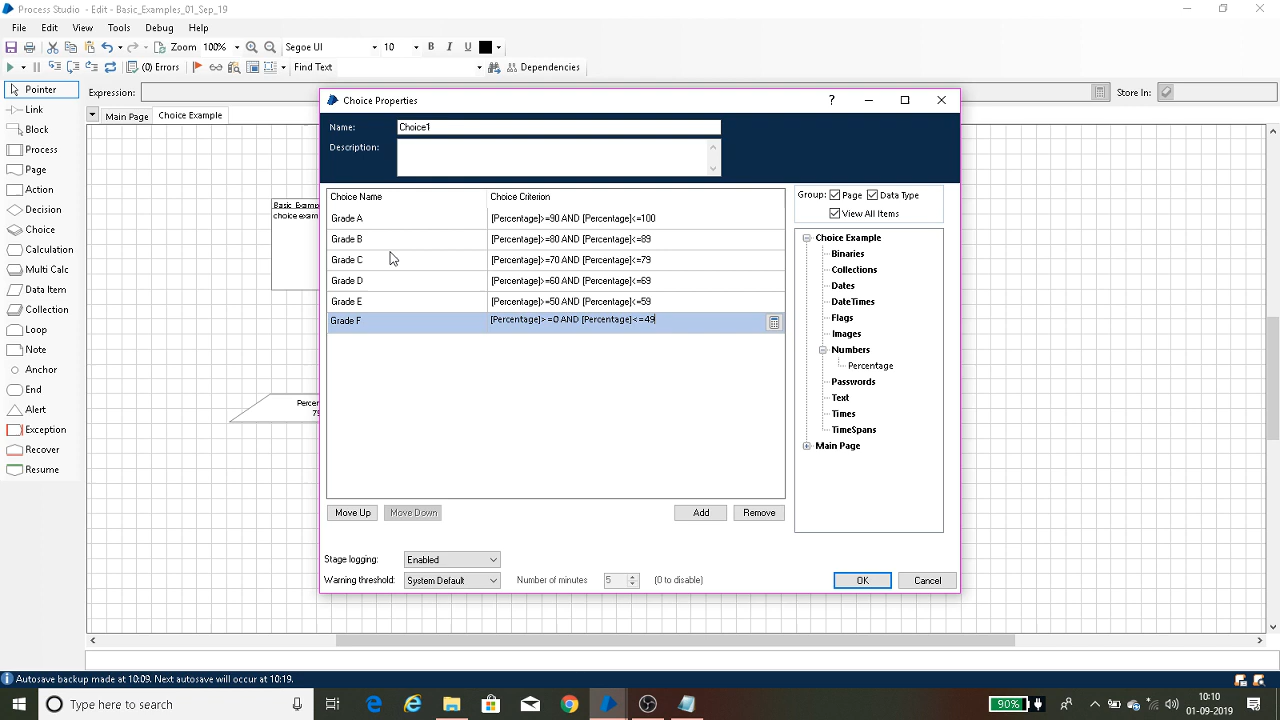 Process Studio - Edit - Basic_Examples_01_Sep_19
File Edit View Tools Debug Help
Zoom 100% Segoe UI 10 B I U
(0) Errors Find Text Dependencies
Pointer Expression: Store In:
Link Main Page Choice Example
Block
Process
Page
Action
Decision
Choice
Calculation
Multi Calc
Data Item
Collection
Loop
Note
Anchor
End
Alert
Exception
Recover
Resume
Basic Examples
choice exam
Percen
75
Choice Properties ?
Name: Choice1
Description:
Choice Name Choice Criterion
Grade A [Percentage]>=90 AND [Percentage]<=100
Grade B [Percentage]>=80 AND [Percentage]<=89
Grade C [Percentage]>=70 AND [Percentage]<=79
Grade D [Percentage]>=60 AND [Percentage]<=69
Grade E [Percentage]>=50 AND [Percentage]<=59
Grade F [Percentage]>=0 AND [Percentage]<=49
Group: Page Data Type
View All Items
Choice Example
Binaries
Collections
Dates
DateTimes
Flags
Images
Numbers
Percentage
Passwords
Text
Times
TimeSpans
Main Page
Move Up Move Down Add Remove
Stage logging: Enabled
Warning threshold: System Default Number of minutes 5 (0 to disable)
OK Cancel
Autosave backup made at 10:09. Next autosave will occur at 10:19.
Type here to search
90%
ENG
10:10
01-09-2019